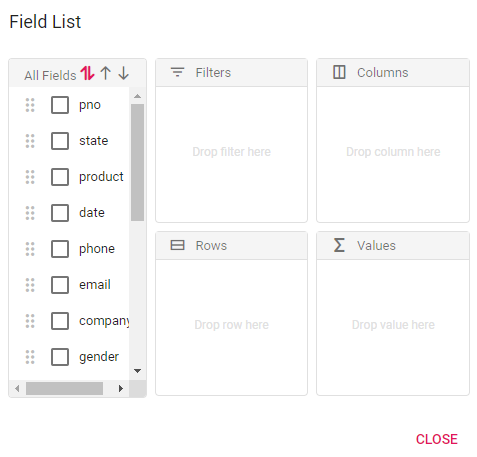 Field List
All Fields
pno
state
product
date
phone
email
company
gender
Filters
Drop filter here
Columns
Drop column here
Rows
Drop row here
Values
Drop value here
CLOSE